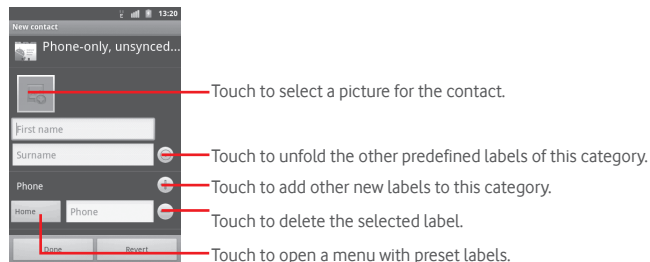 13:20
New contact
Phone-only, unsynced...
Touch to select a picture for the contact.
First name
Surname
Touch to unfold the other predefined labels of this category.
Phone
Touch to add other new labels to this category.
Home
Phone
Touch to delete the selected label.
Done
Revert
Touch to open a menu with preset labels.